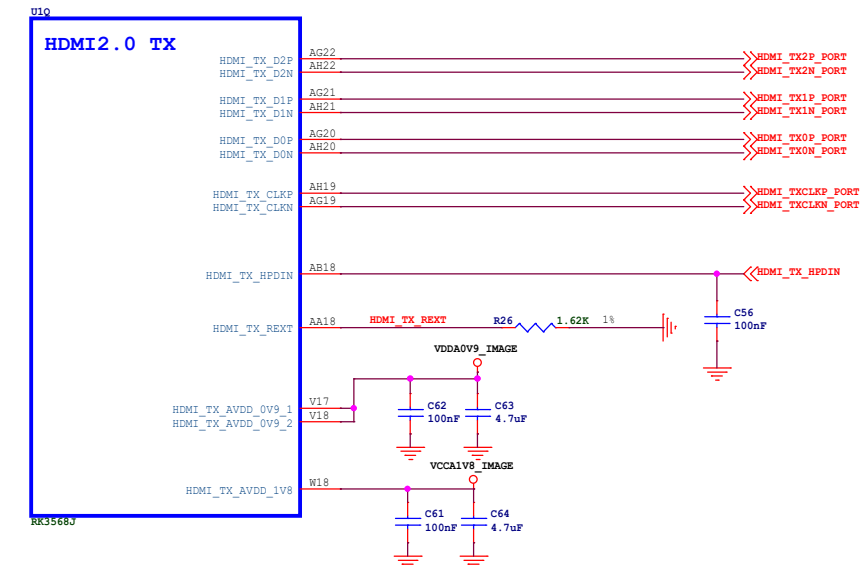 U1Q
HDMI2.0 TX
HDMI_TX_D2P AG22 HDMI_TX2P_PORT
HDMI_TX_D2N AH22 HDMI_TX2N_PORT
HDMI_TX_D1P AG21 HDMI_TX1P_PORT
HDMI_TX_D1N AH21 HDMI_TX1N_PORT
HDMI_TX_D0P AG20 HDMI_TX0P_PORT
HDMI_TX_D0N AH20 HDMI_TX0N_PORT
HDMI_TX_CLKP AH19 HDMI_TXCLKP_PORT
HDMI_TX_CLKN AG19 HDMI_TXCLKN_PORT
HDMI_TX_HPDIN AB18 HDMI_TX_HPDIN
C56
100nF
HDMI_TX_REXT AA18 HDMI_TX_REXT R26 1.62K 1%
VDDA0V9_IMAGE
HDMI_TX_AVDD_0V9_1 V17
HDMI_TX_AVDD_0V9_2 V18
C62 C63
100nF 4.7uF
VCCA1V8_IMAGE
HDMI_TX_AVDD_1V8 W18
C61 C64
100nF 4.7uF
RK3568J